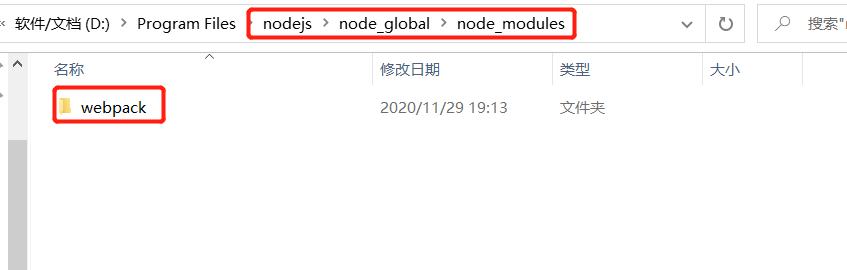 « 软件/文档 (D:) > Program Files > nodejs > node_global > node_modules
搜索"
名称 修改日期 类型 大小
webpack 2020/11/29 19:13 文件夹